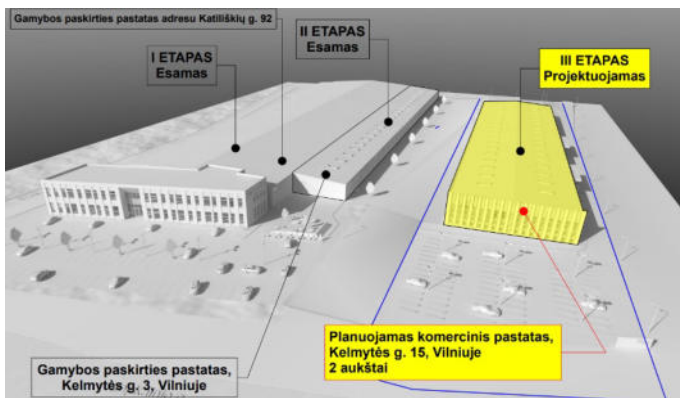 Gamybos paskirties pastatas adresu Katiliškių g. 92
II ETAPAS
Esamas
I ETAPAS
Esamas
III ETAPAS
Projektuojamas
Planuojamas komercinis pastatas,
Kelmytės g. 15, Vilniuje
2 aukštai
Gamybos paskirties pastatas,
Kelmytės g. 3, Vilniuje